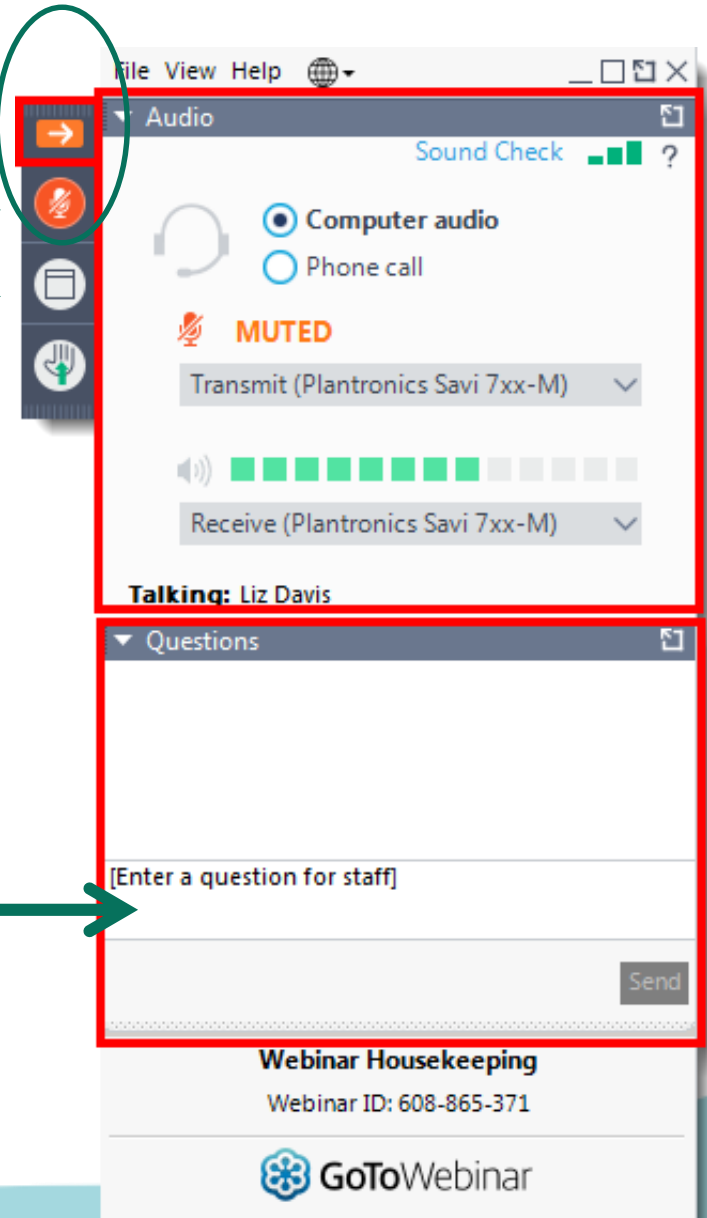 File View Help
Audio
Sound Check ?
Computer audio
Phone call
MUTED
Transmit (Plantronics Savi 7xx-M)
Receive (Plantronics Savi 7xx-M)
Talking: Liz Davis
Questions
[Enter a question for staff]
Send
Webinar Housekeeping
Webinar ID: 608-865-371
GoToWebinar